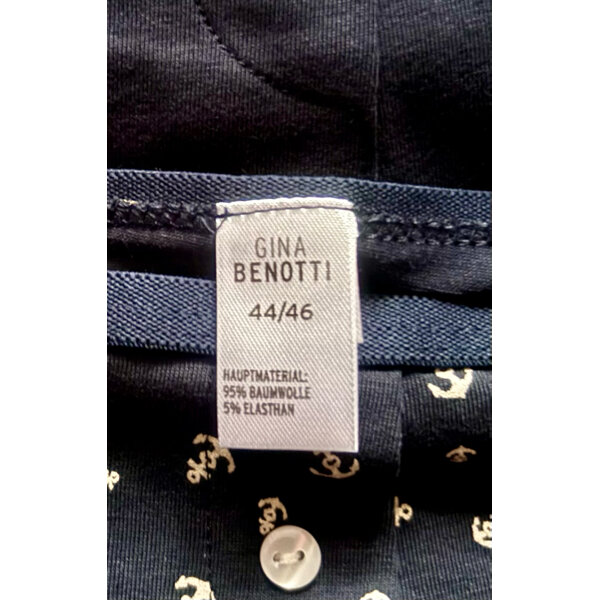 GINA
BENOTTI
44/46
HAUPTMATERIAL:
95% BAUMWOLLE
5% ELASTHAN